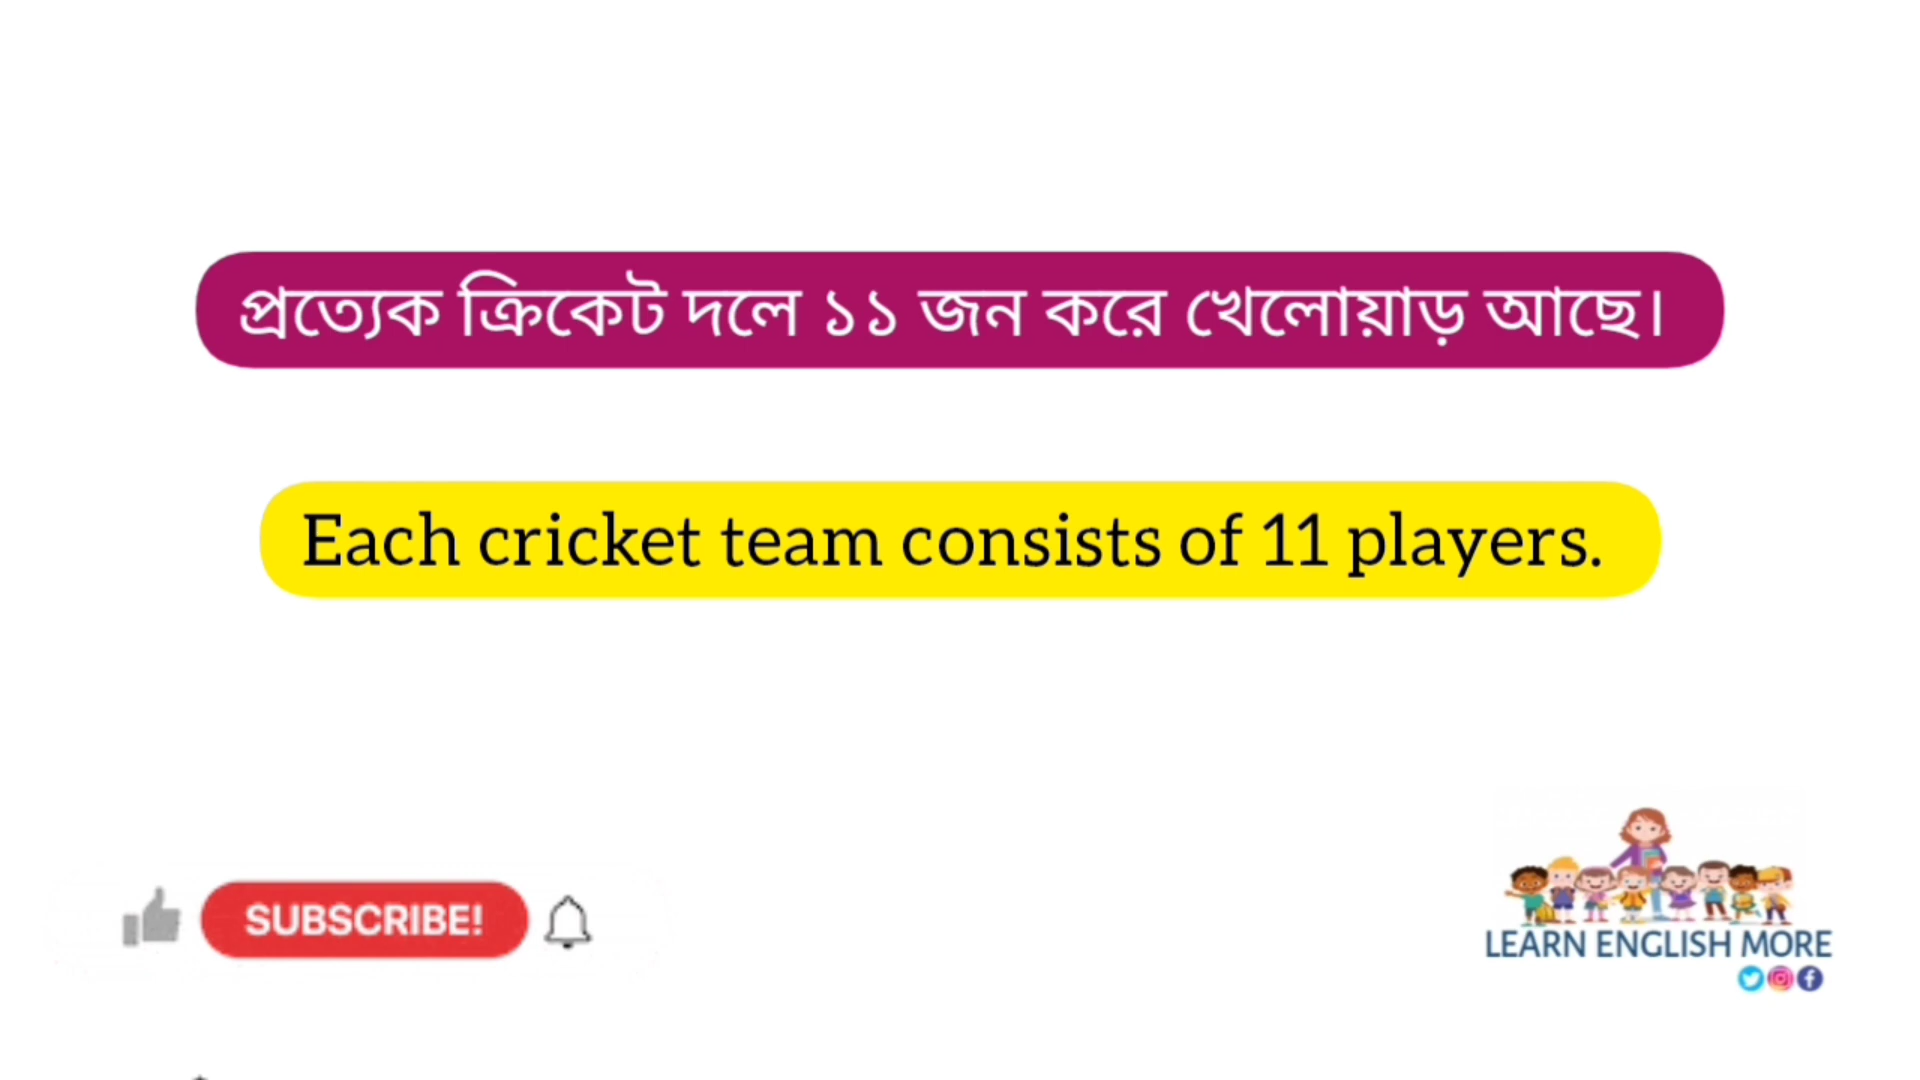 প্রত্যেক ক্রিকেট দলে ১১ জন করে খেলোয়াড় আছে।
Each cricket team consists of 11 players.
SUBSCRIBE!
LEARN ENGLISH MORE